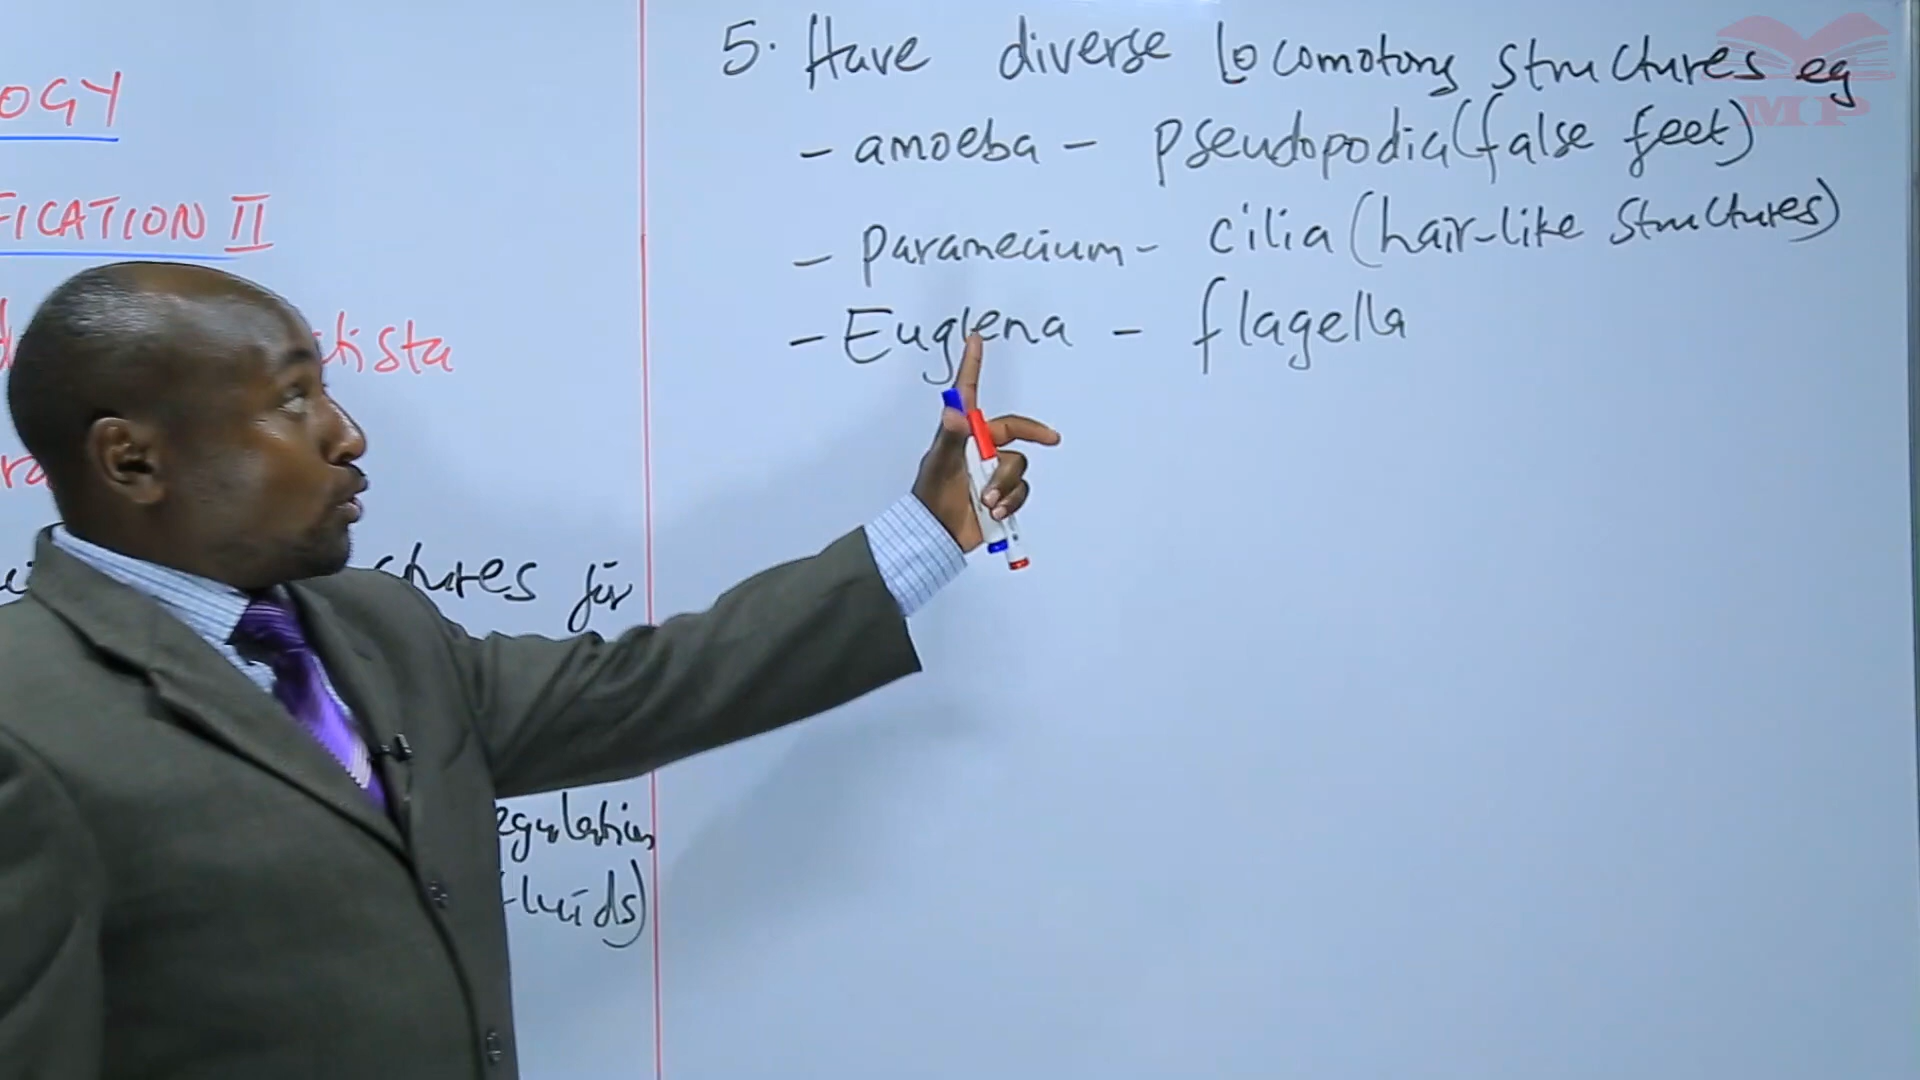 OGY
FICATION II
tista
ctures for
egulation
fluids)
5. Have diverse locomotory structures eg
- amoeba - pseudopodia (false feet)
- paramecium - cilia (hair-like structures)
- Euglena - flagella
MP